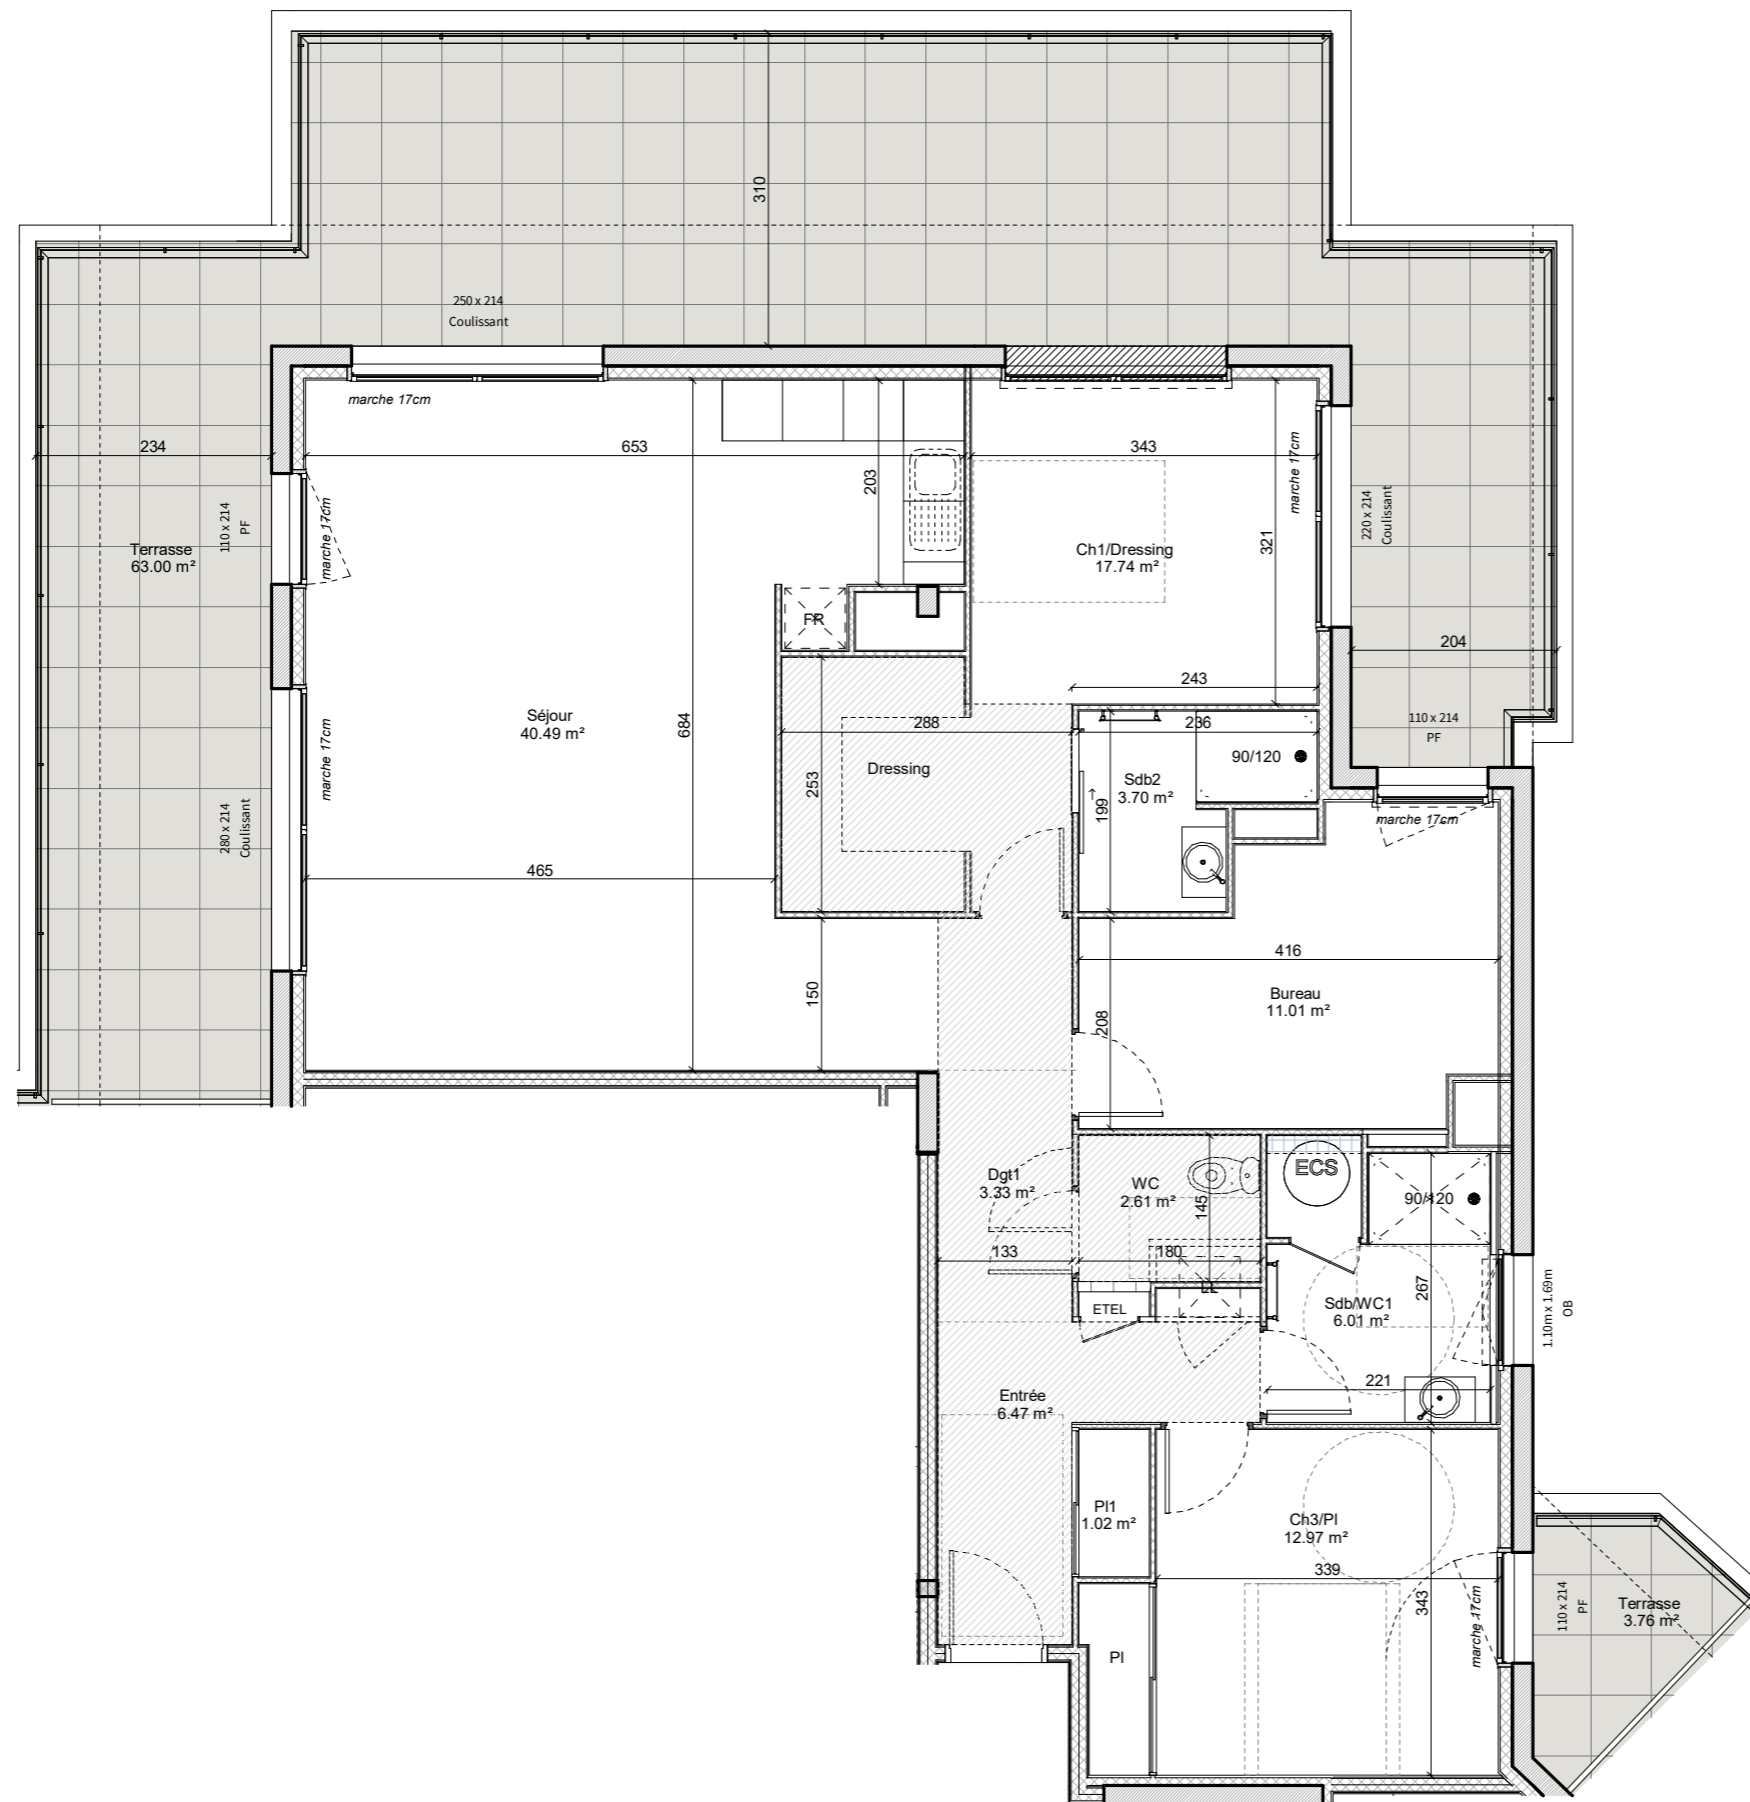 310
250 x 214
Coulissant
marche 17cm
234
653
343
203
marche 17cm
220 x 214
Coulissant
110 x 214
PF
marche 17cm
Terrasse
63.00 m²
Ch1/Dressing
17.74 m²
321
FR
204
243
Séjour
40.49 m²
684
288
236
110 x 214
PF
marche 17cm
Dressing
253
90/120
Sdb2
3.70 m²
199
280 x 214
Coulissant
marche 17cm
465
416
150
Bureau
11.01 m²
208
Dgt1
3.33 m²
WC
2.61 m²
145
ECS
90/120
133
180
LL
ETEL
267
Sdb/WC1
6.01 m²
1.10m x 1.69m
OB
221
Entrée
6.47 m²
Pl1
1.02 m²
Ch3/Pl
12.97 m²
339
343
marche 17cm
110 x 214
PF
Terrasse
3.76 m²
Pl